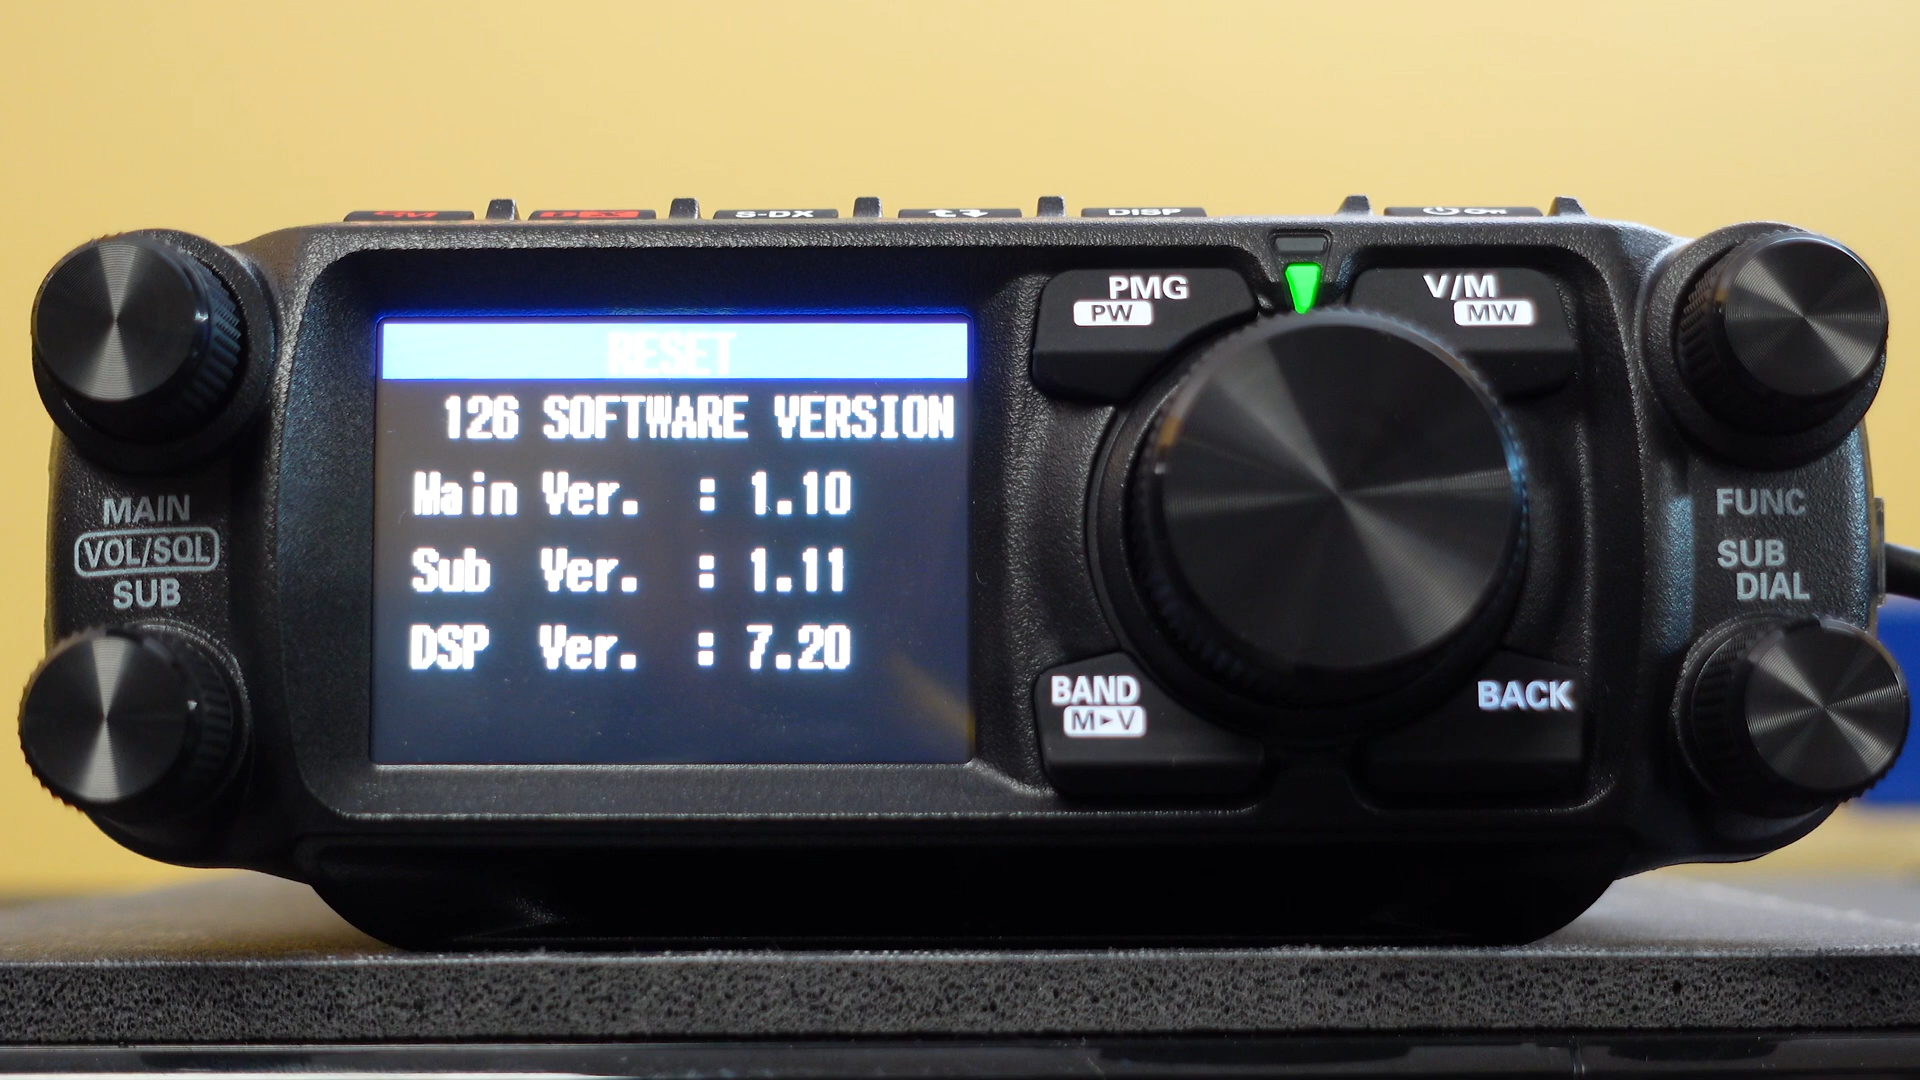 S-DX
DISP
PMG
PW
V/M
MW
RESET
126 SOFTWARE VERSION
Main Ver. : 1.10
Sub Ver. : 1.11
DSP Ver. : 7.20
MAIN
VOL/SQL
SUB
FUNC
SUB
DIAL
BAND
M►V
BACK